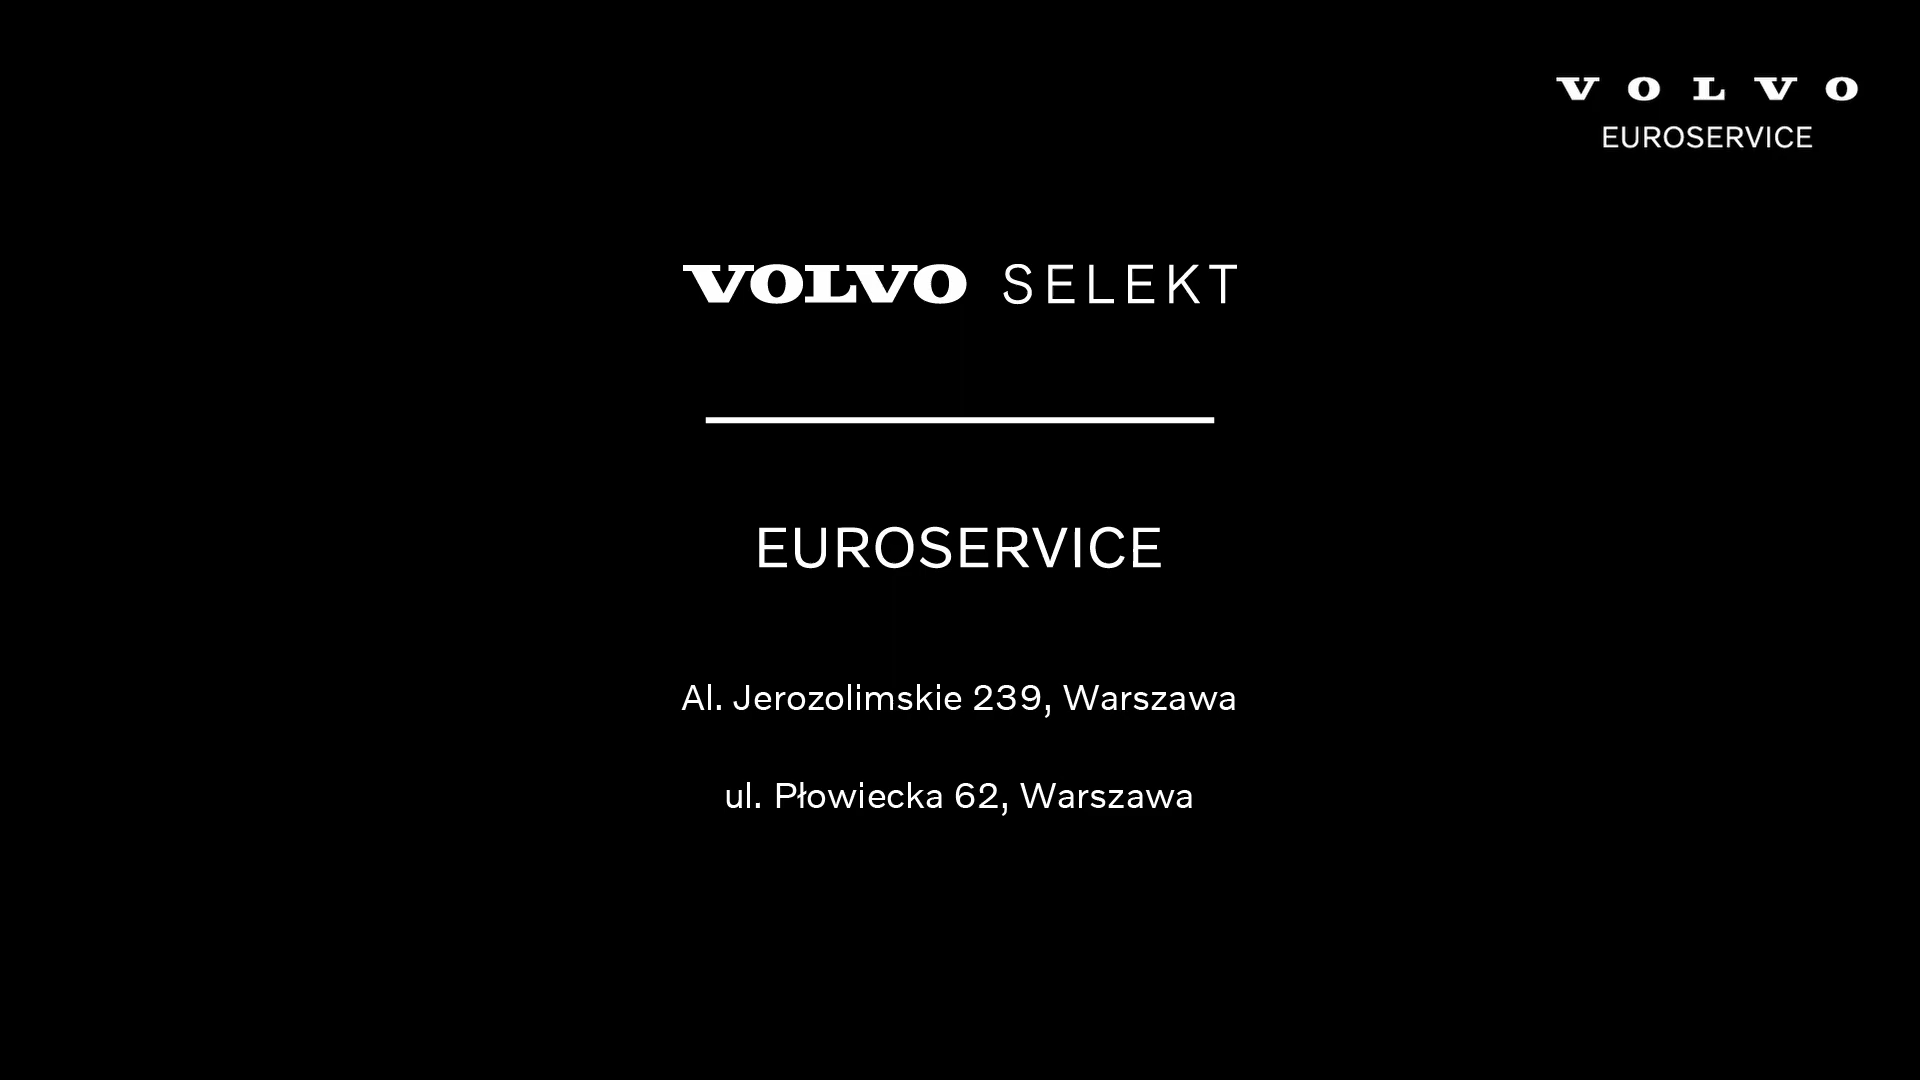 VOLVO
EUROSERVICE
VOLVO SELEKT
EUROSERVICE
Al. Jerozolimskie 239, Warszawa
ul. Płowiecka 62, Warszawa